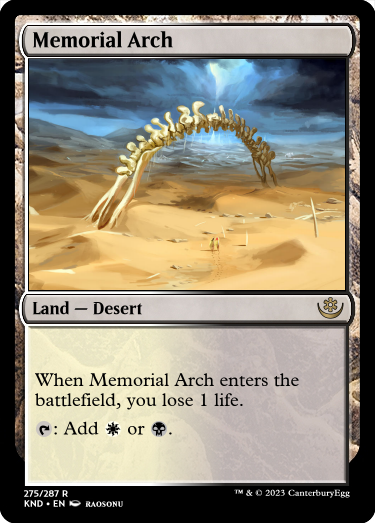 Memorial Arch
Land — Desert
When Memorial Arch enters the
battlefield, you lose 1 life.
: Add or .
275/287 R
KND • EN RAOSONU
™ & © 2023 CanterburyEgg